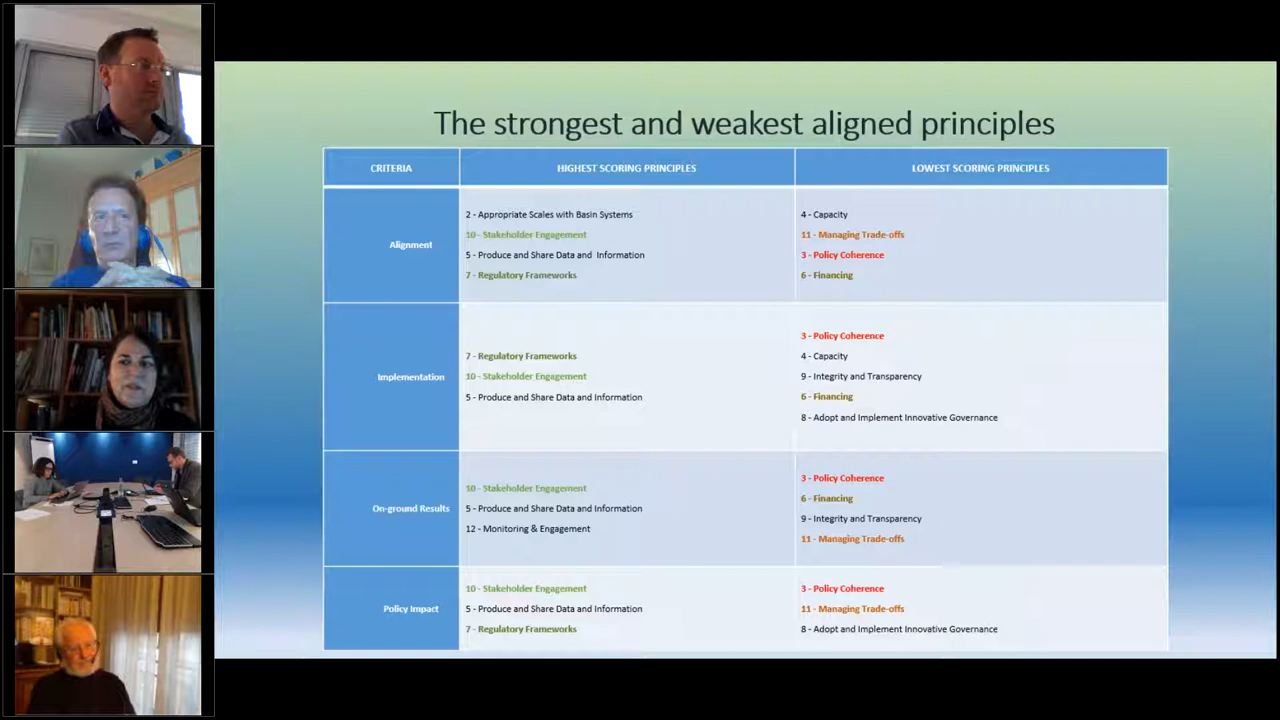 The strongest and weakest aligned principles
CRITERIA
HIGHEST SCORING PRINCIPLES
LOWEST SCORING PRINCIPLES
Alignment
2 - Appropriate Scales with Basin Systems
10 - Stakeholder Engagement
5 - Produce and Share Data and Information
7 - Regulatory Frameworks
4 - Capacity
11 - Managing Trade-offs
3 - Policy Coherence
6 - Financing
Implementation
7 - Regulatory Frameworks
10 - Stakeholder Engagement
5 - Produce and Share Data and Information
3 - Policy Coherence
4 - Capacity
9 - Integrity and Transparency
6 - Financing
8 - Adopt and Implement Innovative Governance
On-ground Results
10 - Stakeholder Engagement
5 - Produce and Share Data and Information
12 - Monitoring & Engagement
3 - Policy Coherence
6 - Financing
9 - Integrity and Transparency
11 - Managing Trade-offs
Policy Impact
10 - Stakeholder Engagement
5 - Produce and Share Data and Information
7 - Regulatory Frameworks
3 - Policy Coherence
11 - Managing Trade-offs
8 - Adopt and Implement Innovative Governance